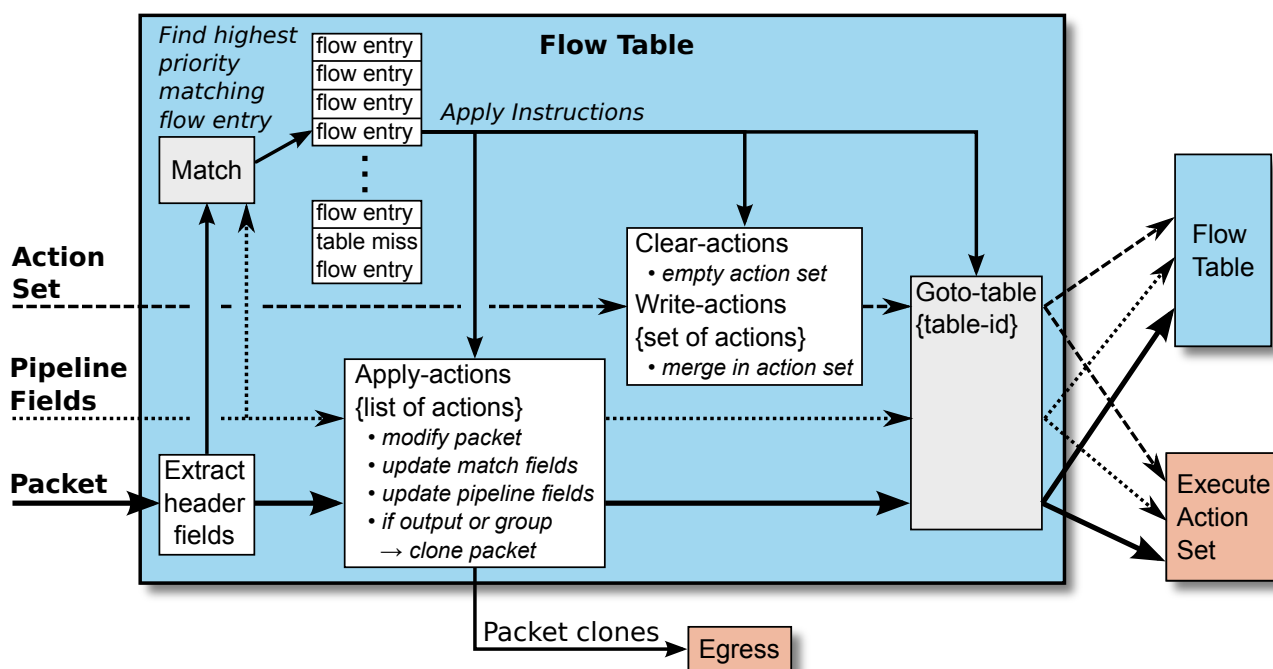 Find highest
priority
matching
flow entry
flow entry
flow entry
flow entry
flow entry
Flow Table
Apply Instructions
Match
flow entry
table miss
flow entry
Action
Set
Clear-actions
• empty action set
Write-actions
{set of actions}
• merge in action set
Goto-table
{table-id}
Flow
Table
Pipeline
Fields
Apply-actions
{list of actions}
• modify packet
• update match fields
• update pipeline fields
• if output or group
→ clone packet
Packet
Extract
header
fields
Execute
Action
Set
Packet clones
Egress